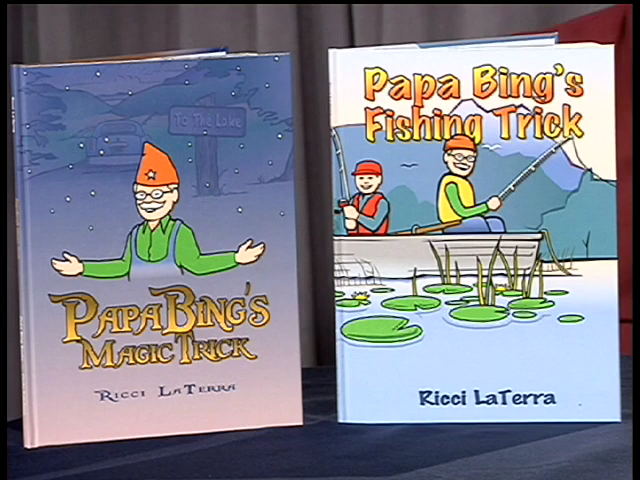 To The Lake
Papa Bing's
Magic Trick
Ricci LaTerra
Papa Bing's
Fishing Trick
Ricci LaTerra